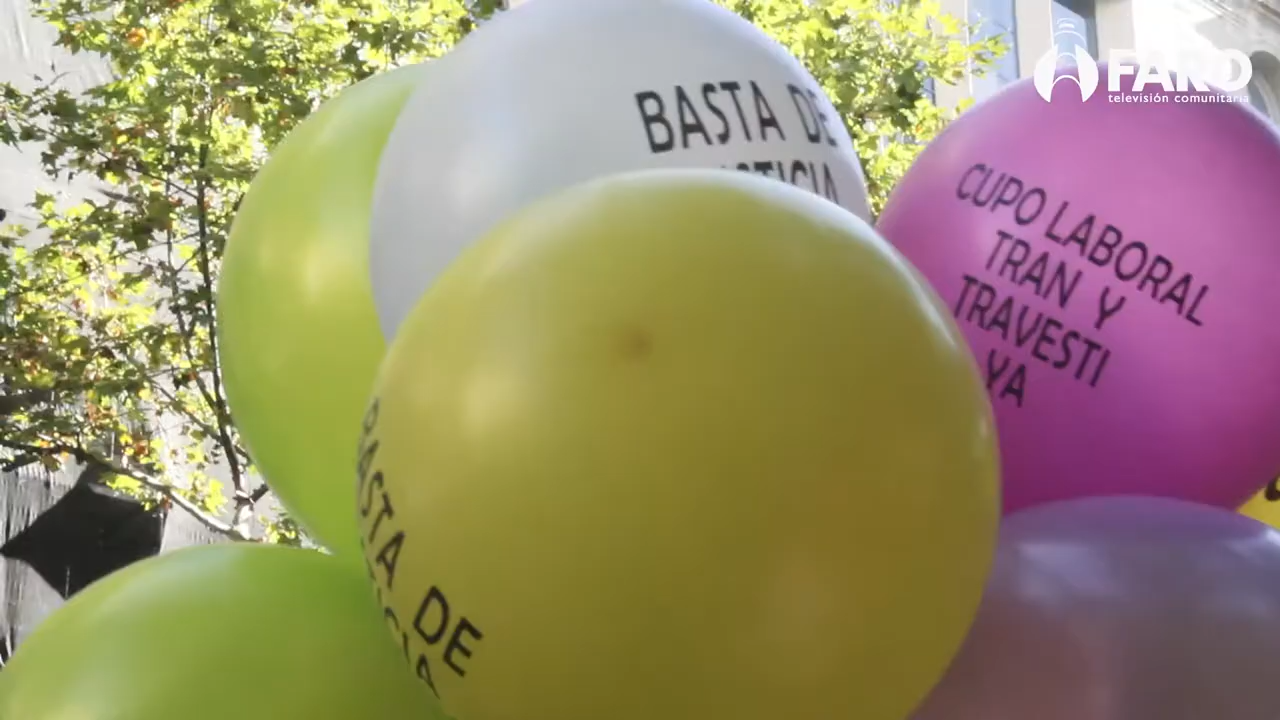 FARO
televisión comunitaria
BASTA DE
CUPO LABORAL
TRAN Y
TRAVESTI
YA
BASTA DE